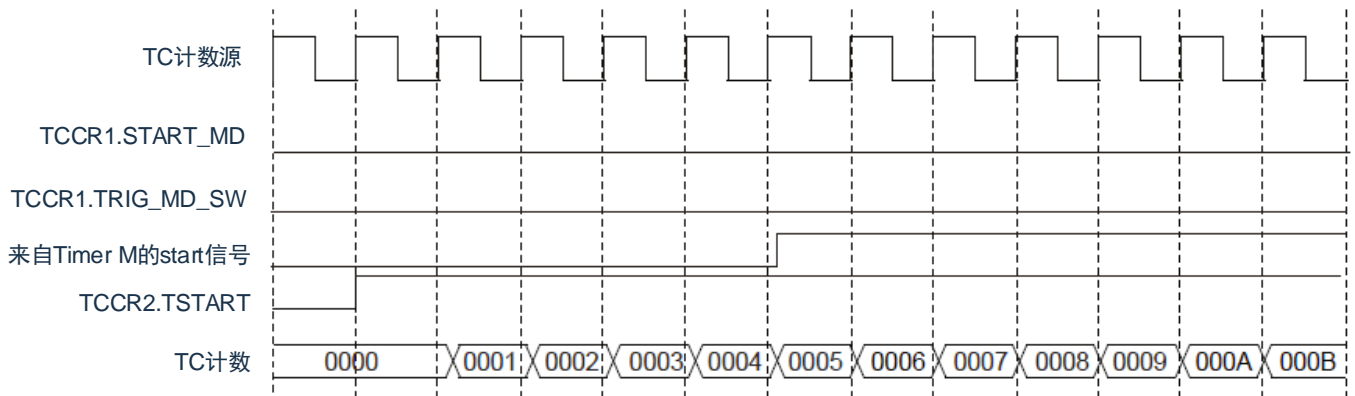 TC计数源
TCCR1.START_MD
TCCR1.TRIG_MD_SW
来自Timer M的start信号
TCCR2.TSTART
TC计数 0000 0001 0002 0003 0004 0005 0006 0007 0008 0009 000A 000B